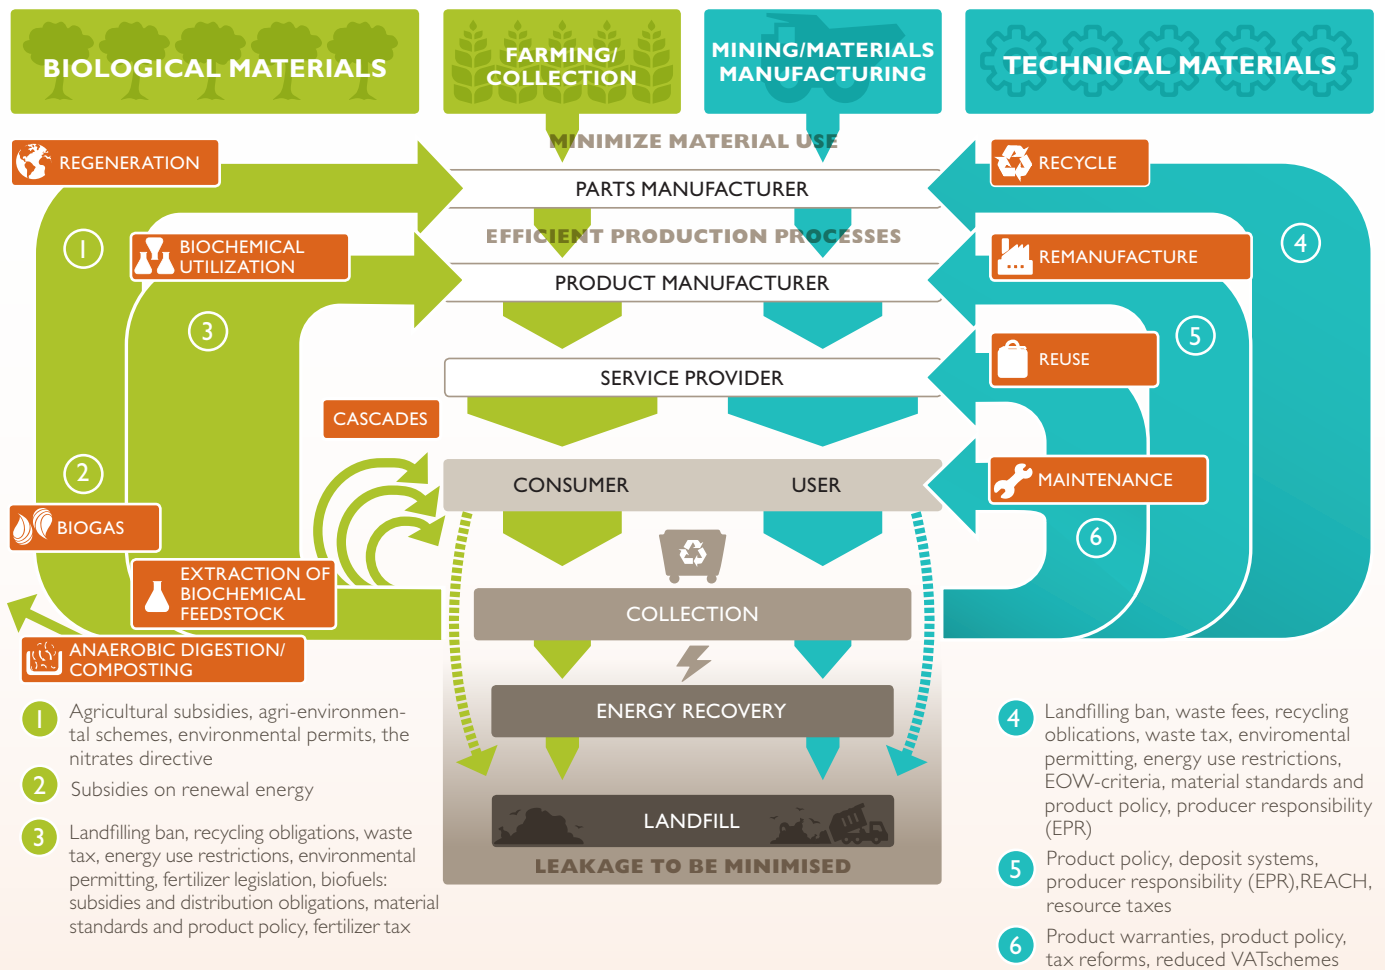 BIOLOGICAL MATERIALS
FARMING/
COLLECTION
MINING/MATERIALS
MANUFACTURING
TECHNICAL MATERIALS
MINIMIZE MATERIAL USE
REGENERATION
PARTS MANUFACTURER
RECYCLE
1
BIOCHEMICAL
UTILIZATION
EFFICIENT PRODUCTION PROCESSES
REMANUFACTURE
4
PRODUCT MANUFACTURER
3
5
SERVICE PROVIDER
REUSE
CASCADES
2
CONSUMER
USER
MAINTENANCE
BIOGAS
6
EXTRACTION OF
BIOCHEMICAL
FEEDSTOCK
COLLECTION
ANAEROBIC DIGESTION/
COMPOSTING
ENERGY RECOVERY
LANDFILL
LEAKAGE TO BE MINIMISED
1 Agricultural subsidies, agri-environmen-
tal schemes, environmental permits, the
nitrates directive
2 Subsidies on renewal energy
3 Landfilling ban, recycling obligations, waste
tax, energy use restrictions, environmental
permitting, fertilizer legislation, biofuels:
subsidies and distribution obligations, material
standards and product policy, fertilizer tax
4 Landfilling ban, waste fees, recycling
oblications, waste tax, enviromental
permitting, energy use restrictions,
EOW-criteria, material standards and
product policy, producer responsibility
(EPR)
5 Product policy, deposit systems,
producer responsibility (EPR),REACH,
resource taxes
6 Product warranties, product policy,
tax reforms, reduced VATschemes